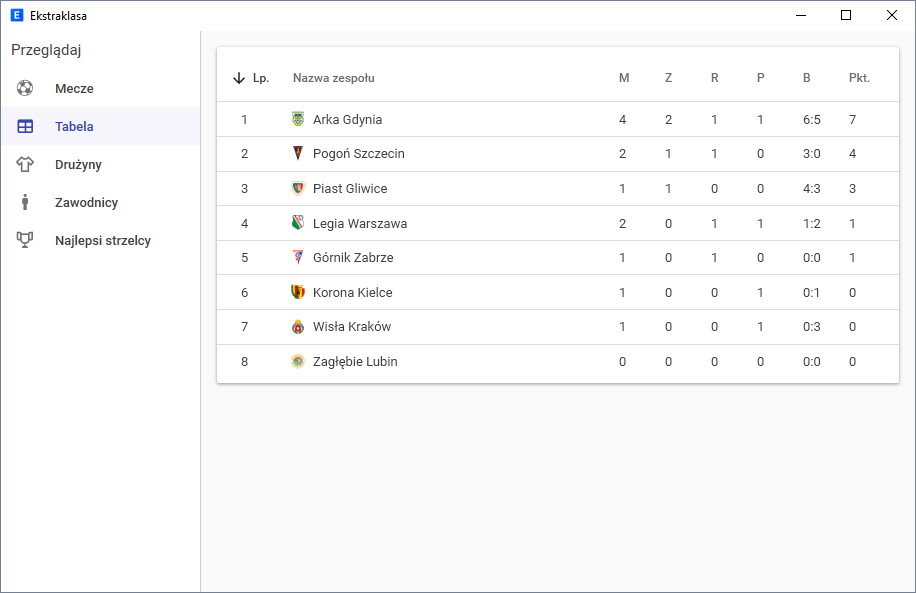 E Ekstraklasa
Przeglądaj
Mecze
Tabela
Drużyny
Zawodnicy
Najlepsi strzelcy
Lp. Nazwa zespołu M Z R P B Pkt.
1 Arka Gdynia 4 2 1 1 6:5 7
2 Pogoń Szczecin 2 1 1 0 3:0 4
3 Piast Gliwice 1 1 0 0 4:3 3
4 Legia Warszawa 2 0 1 1 1:2 1
5 Górnik Zabrze 1 0 1 0 0:0 1
6 Korona Kielce 1 0 0 1 0:1 0
7 Wisła Kraków 1 0 0 1 0:3 0
8 Zagłębie Lubin 0 0 0 0 0:0 0